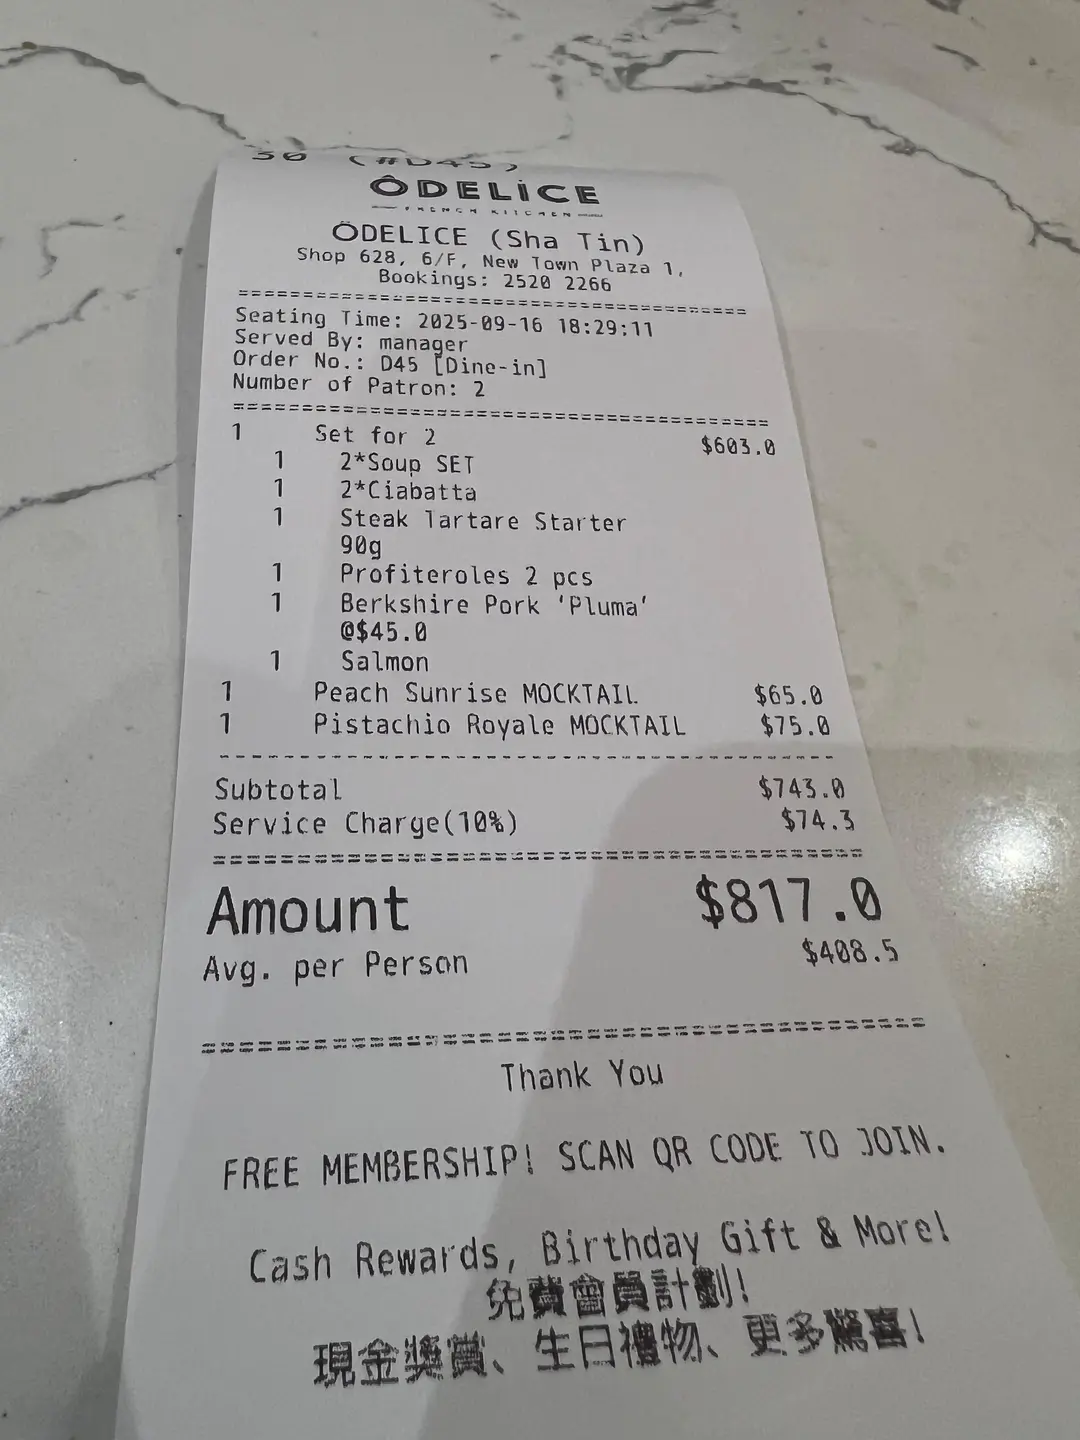 30 (#D45)
ÔDELİCE
FRENCH KITCHEN
ÔDELICE (Sha Tin)
Shop 628, 6/F, New Town Plaza 1,
Bookings: 2520 2266
Seating Time: 2025-09-16 18:29:11
Served By: manager
Order No.: D45 [Dine-in]
Number of Patron: 2
1 Set for 2 $603.0
1 2*Soup SET
1 2*Ciabatta
1 Steak Tartare Starter
90g
1 Profiteroles 2 pcs
1 Berkshire Pork 'Pluma'
@$45.0
1 Salmon
1 Peach Sunrise MOCKTAIL $65.0
1 Pistachio Royale MOCKTAIL $75.0
Subtotal $743.0
Service Charge(10%) $74.3
Amount $817.0
Avg. per Person $408.5
Thank You
FREE MEMBERSHIP! SCAN QR CODE TO JOIN.
Cash Rewards, Birthday Gift & More!
免費會員計劃!
現金獎賞、生日禮物、更多驚喜!